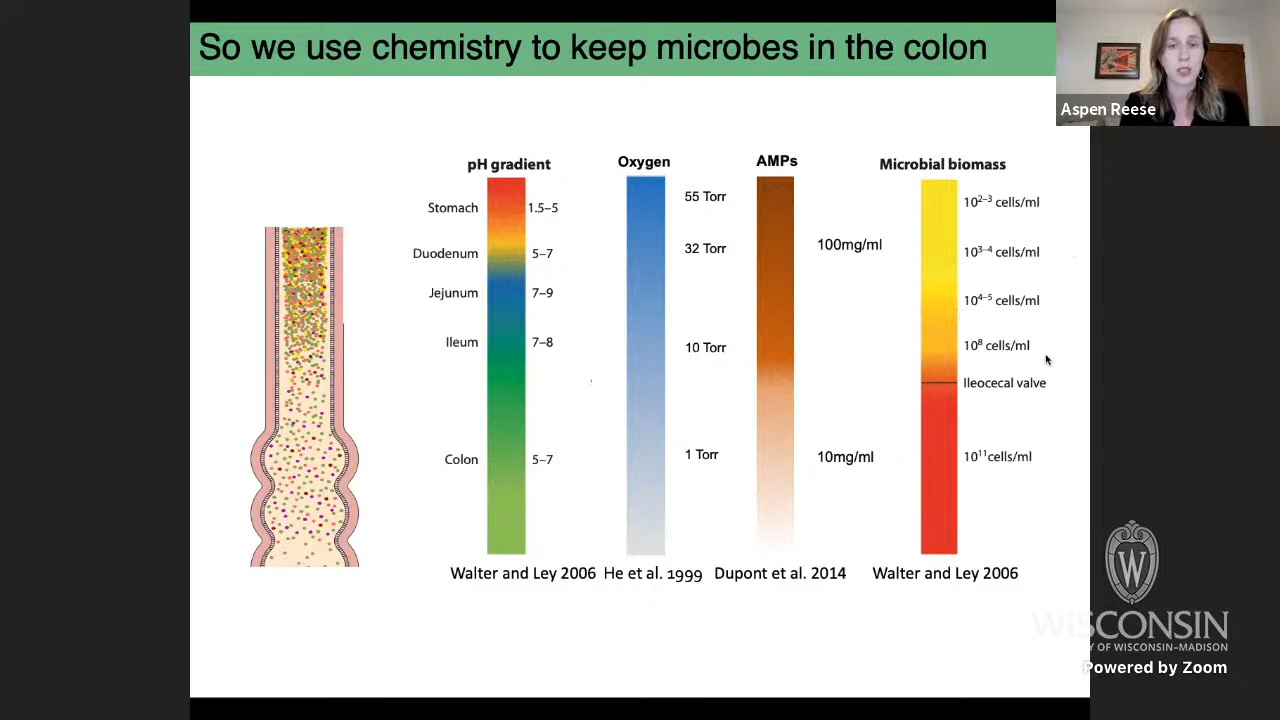 So we use chemistry to keep microbes in the colon
Aspen Reese
pH gradient
Stomach 1.5–5
Duodenum 5–7
Jejunum 7–9
Ileum 7–8
Colon 5–7
Walter and Ley 2006
Oxygen
55 Torr
32 Torr
10 Torr
1 Torr
He et al. 1999
AMPs
100mg/ml
10mg/ml
Dupont et al. 2014
Microbial biomass
10²⁻³ cells/ml
10³⁻⁴ cells/ml
10⁴⁻⁵ cells/ml
10⁸ cells/ml
Ileocecal valve
10¹¹cells/ml
Walter and Ley 2006
W
WISCONSIN
Y OF WISCONSIN–MADISON
Powered by Zoom